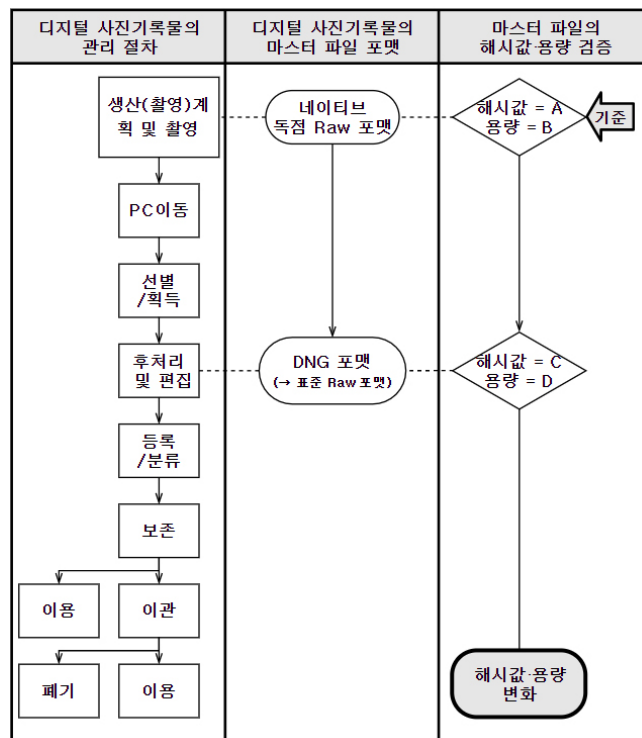 디지털 사진기록물의
관리 절차
디지털 사진기록물의
마스터 파일 포맷
마스터 파일의
해시값·용량 검증
생산(촬영)계
획 및 촬영
네이티브
독점 Raw 포맷
해시값 = A
용량 = B
기준
PC이동
선별
/획득
후처리
및 편집
DNG 포맷
(→ 표준 Raw 포맷)
해시값 = C
용량 = D
등록
/분류
보존
이용
이관
폐기
이용
해시값·용량
변화